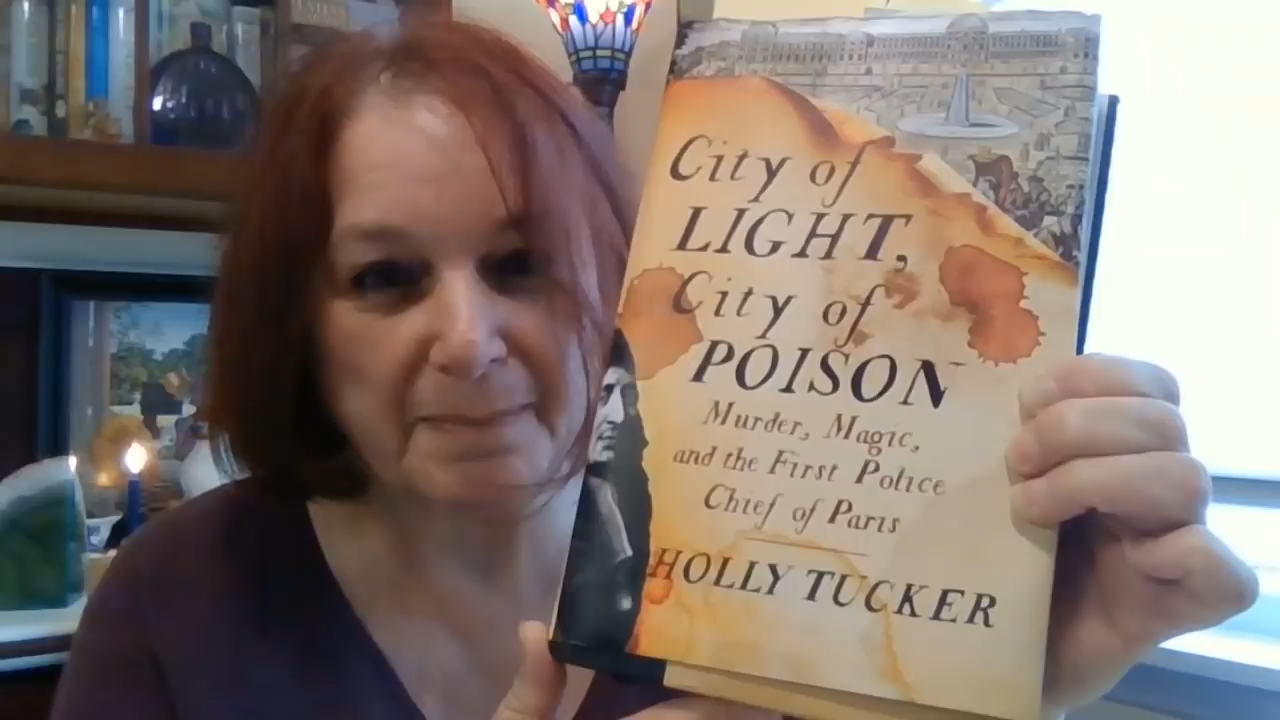 City of
LIGHT,
City of
POISON
Murder, Magic,
and the First Police
Chief of Paris
HOLLY TUCKER